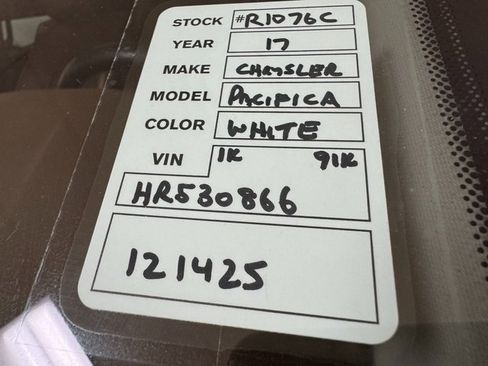 STOCK #R1076C
YEAR 17
MAKE CHRYSLER
MODEL PACIFICA
COLOR WHITE
VIN 1K 91K
HR530866
121425